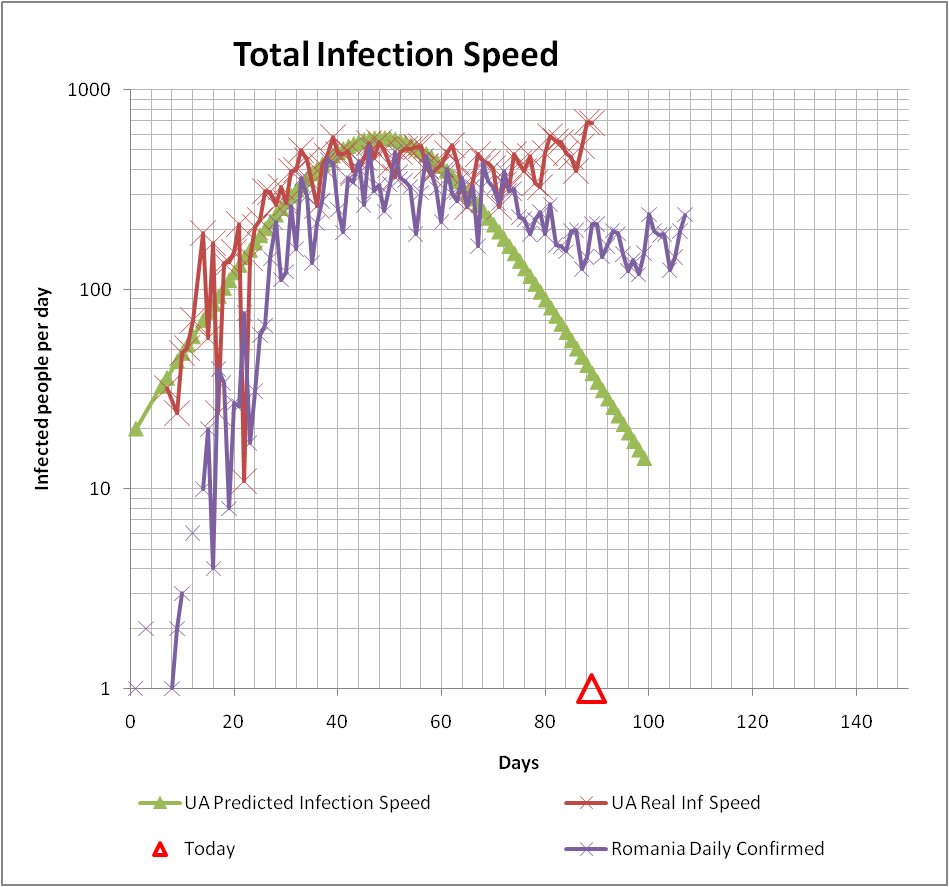 Total Infection Speed
1000
100
10
1
Infected people per day
0 20 40 60 80 100 120 140
Days
UA Predicted Infection Speed
UA Real Inf Speed
Today
Romania Daily Confirmed